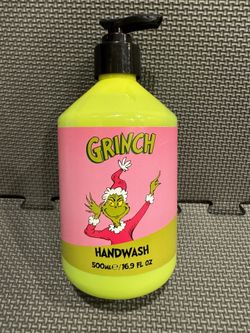 GRINCH
HANDWASH
500ML℮/16.9 FL OZ